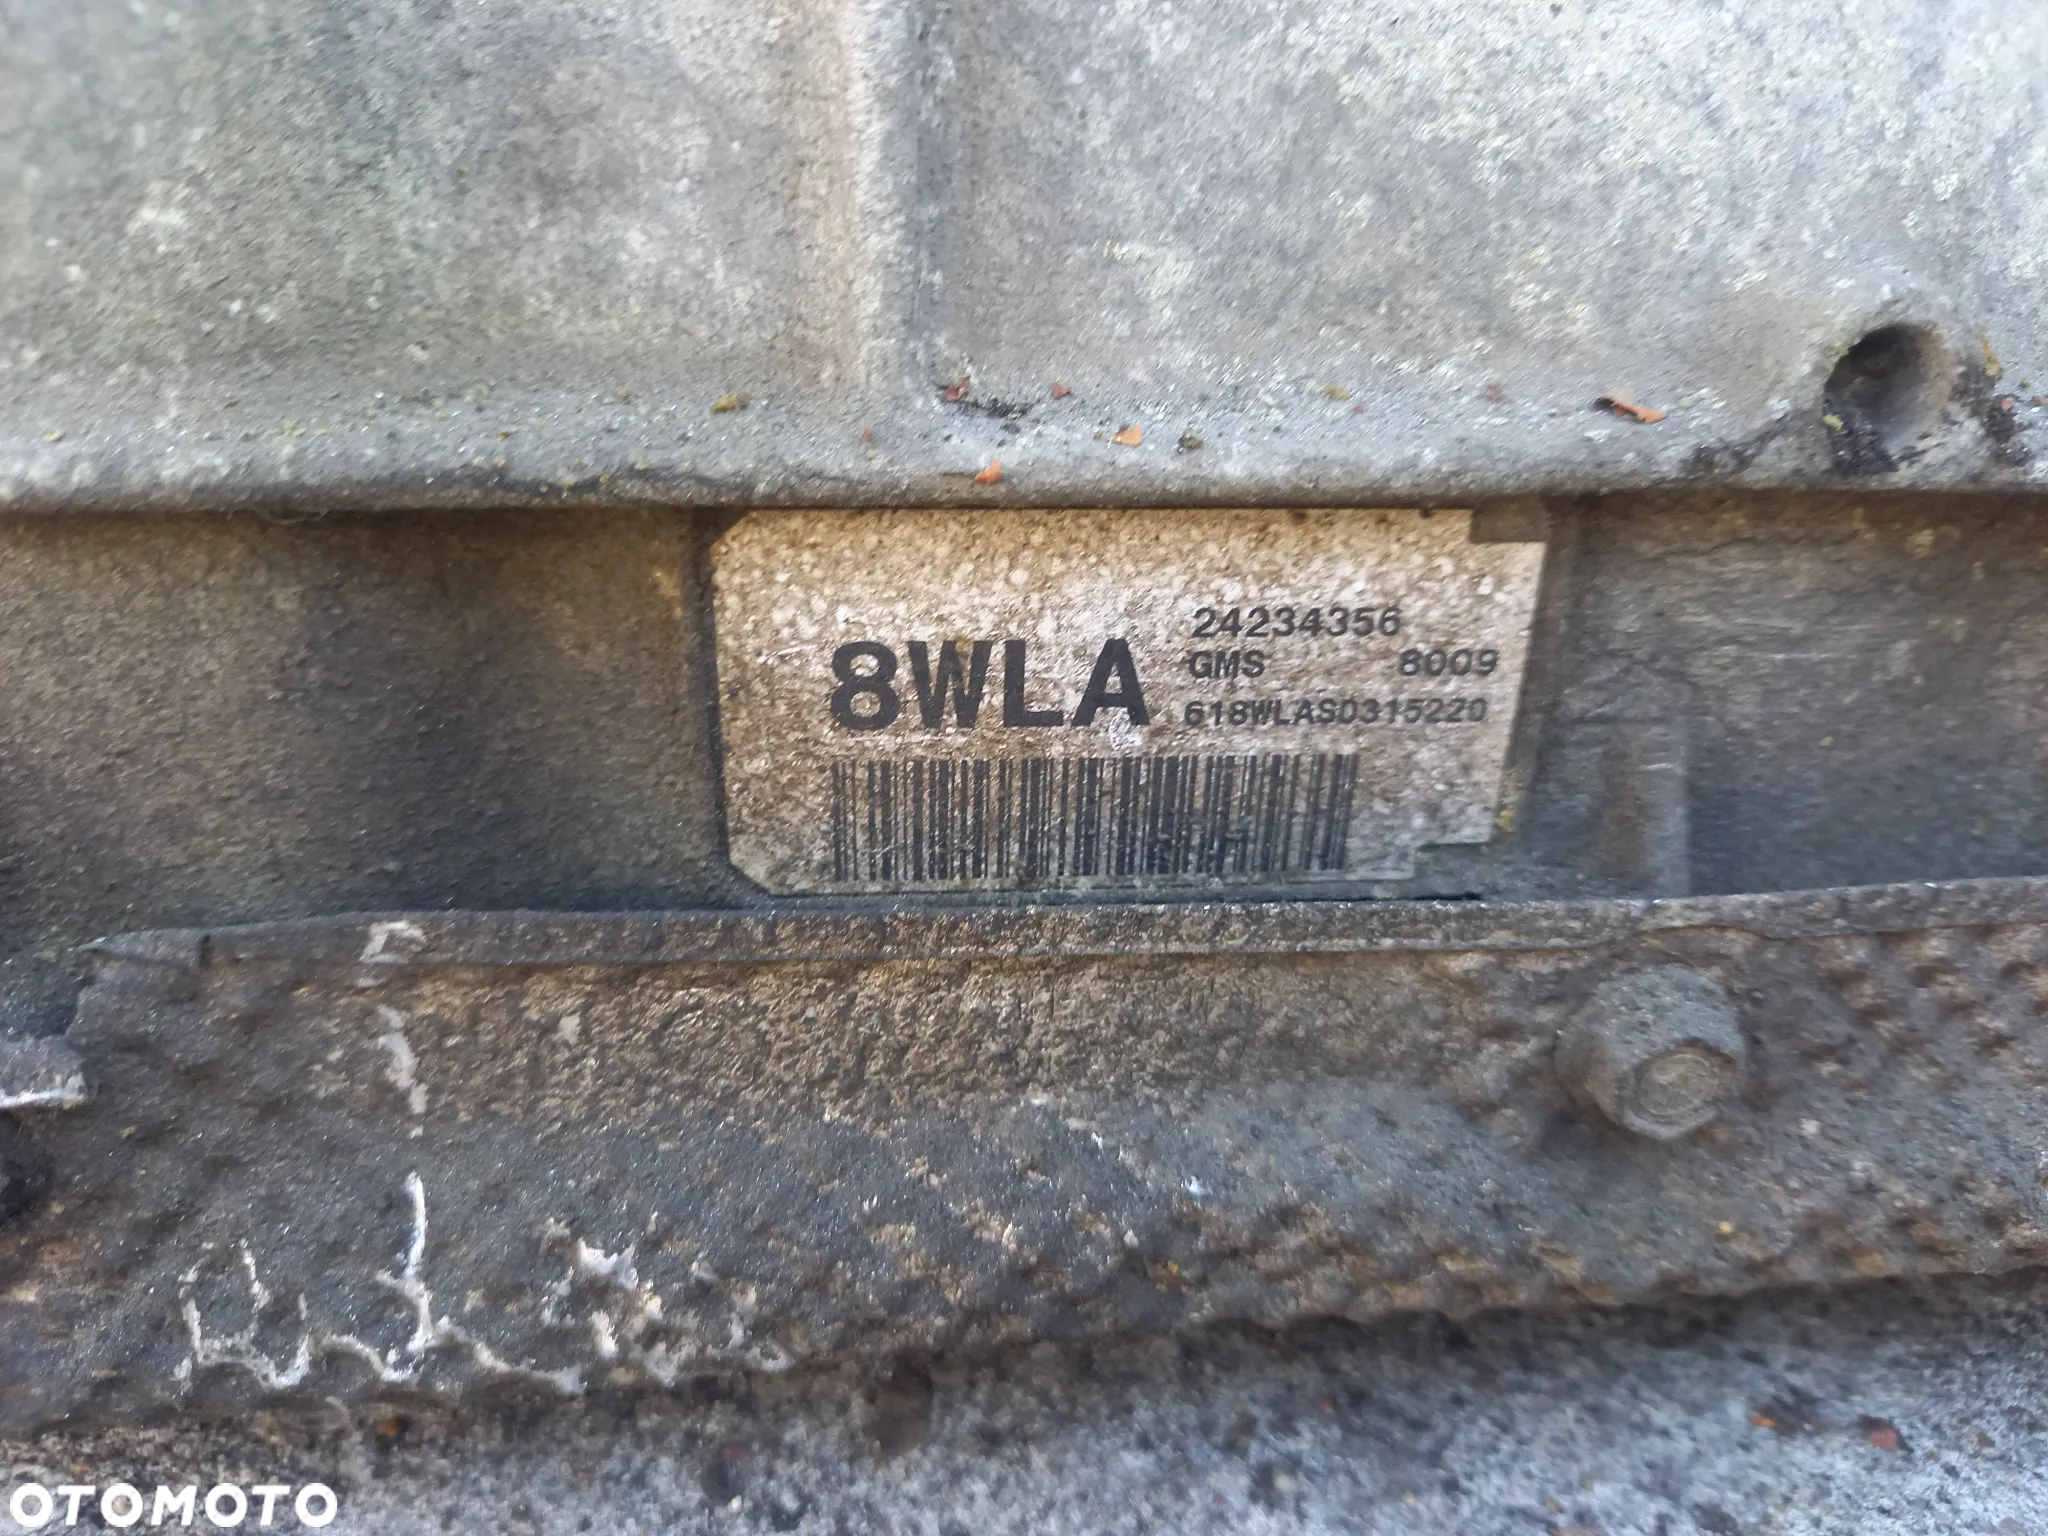 8WLA
24234356
GMS 8009
618WLAS0315220
OTOMOTO